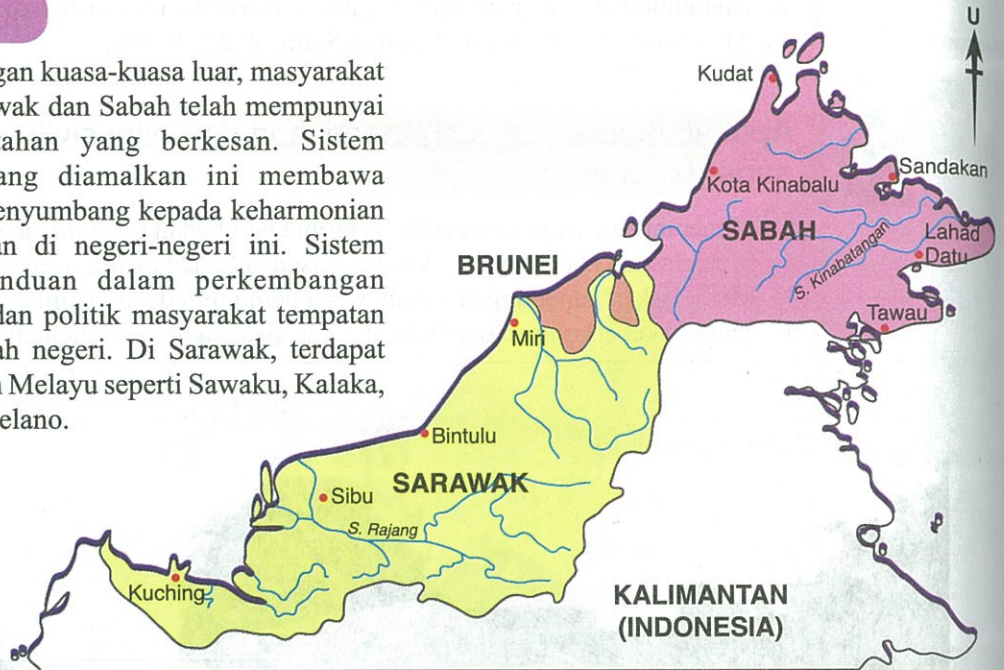 gan kuasa-kuasa luar, masyarakat
wak dan Sabah telah mempunyai
tahan yang berkesan. Sistem
ang diamalkan ini membawa
enyumbang kepada keharmonian
n di negeri-negeri ini. Sistem
nduan dalam perkembangan
dan politik masyarakat tempatan
ah negeri. Di Sarawak, terdapat
n Melayu seperti Sawaku, Kalaka,
elano.
U
Kudat
Sandakan
Kota Kinabalu
SABAH
Lahad
Datu
S. Kinabatangan
BRUNEI
Tawau
Miri
Bintulu
SARAWAK
Sibu
S. Rajang
Kuching
KALIMANTAN
(INDONESIA)